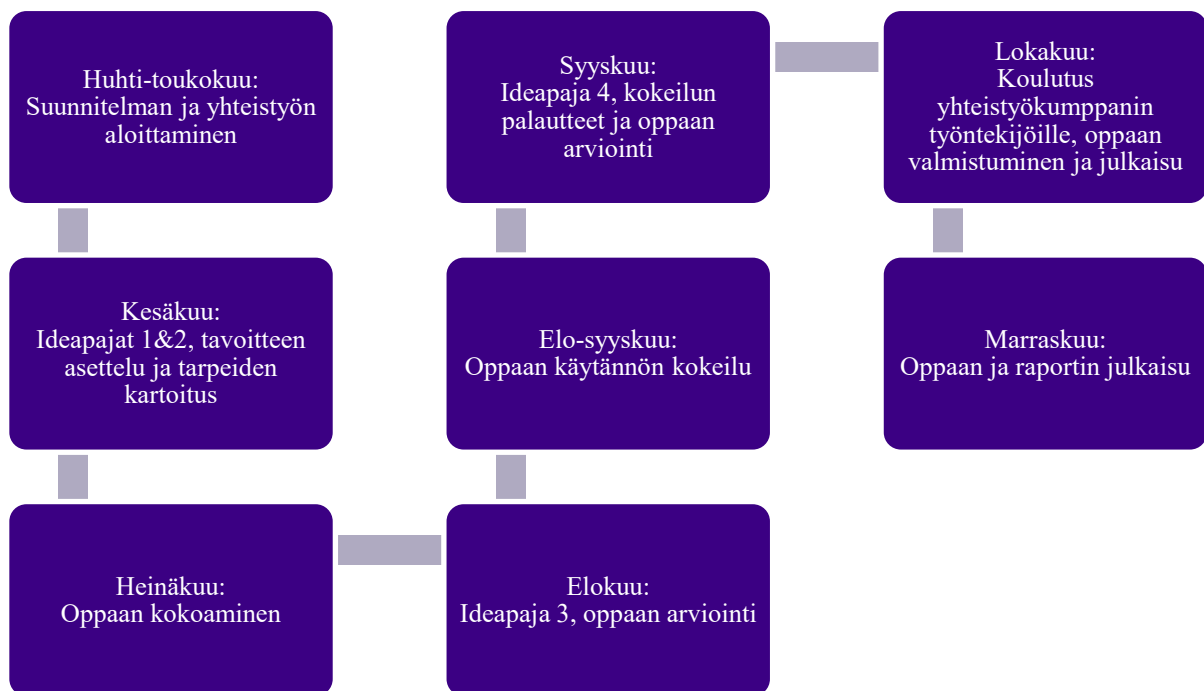 Huhti-toukokuu:
Suunnitelman ja yhteistyön
aloittaminen
Kesäkuu:
Ideapajat 1&2, tavoitteen
asettelu ja tarpeiden
kartoitus
Heinäkuu:
Oppaan kokoaminen
Elokuu:
Ideapaja 3, oppaan arviointi
Elo-syyskuu:
Oppaan käytännön kokeilu
Syyskuu:
Ideapaja 4, kokeilun
palautteet ja oppaan
arviointi
Lokakuu:
Koulutus
yhteistyökumppanin
työntekijöille, oppaan
valmistuminen ja julkaisu
Marraskuu:
Oppaan ja raportin julkaisu